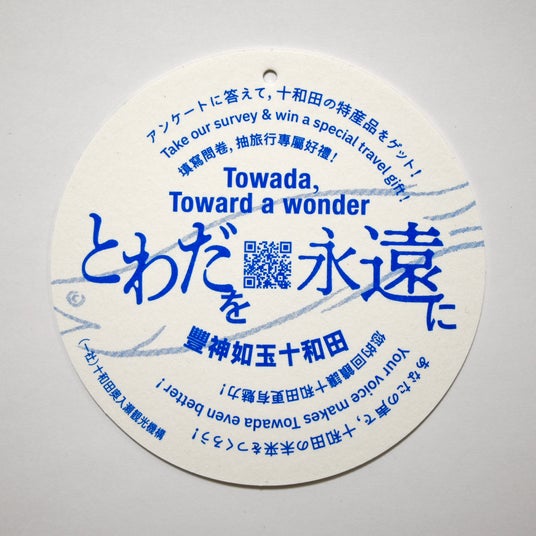 アンケートに答えて，十和田の特産品をゲット！
Take our survey & win a special travel gift!
填寫問卷，抽旅行專屬好禮！
Towada,
Toward a wonder
とわだを永遠に
豐神如玉十和田
您的回饋讓十和田更有魅力！
Your voice makes Towada even better!
あなたの声で，十和田の未来をつくろう！
(一社)十和田奥入瀬観光機構